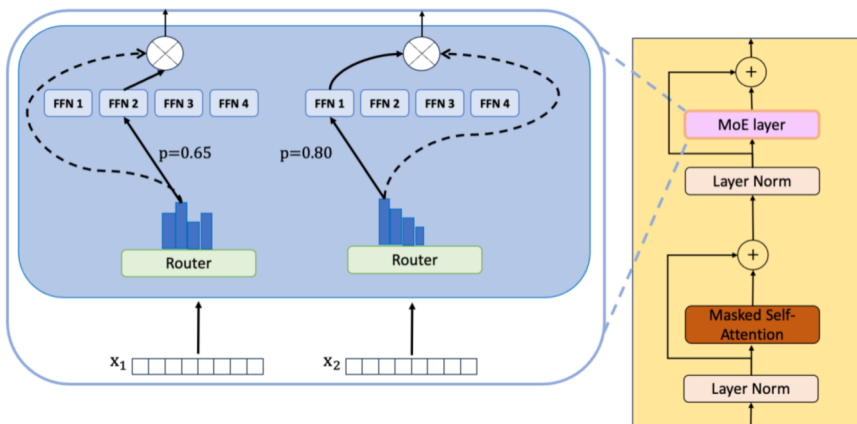 FFN 1 FFN 2 FFN 3 FFN 4
FFN 1 FFN 2 FFN 3 FFN 4
p=0.65
p=0.80
Router
Router
x₁
x₂
+
MoE layer
Layer Norm
+
Masked Self-
Attention
Layer Norm